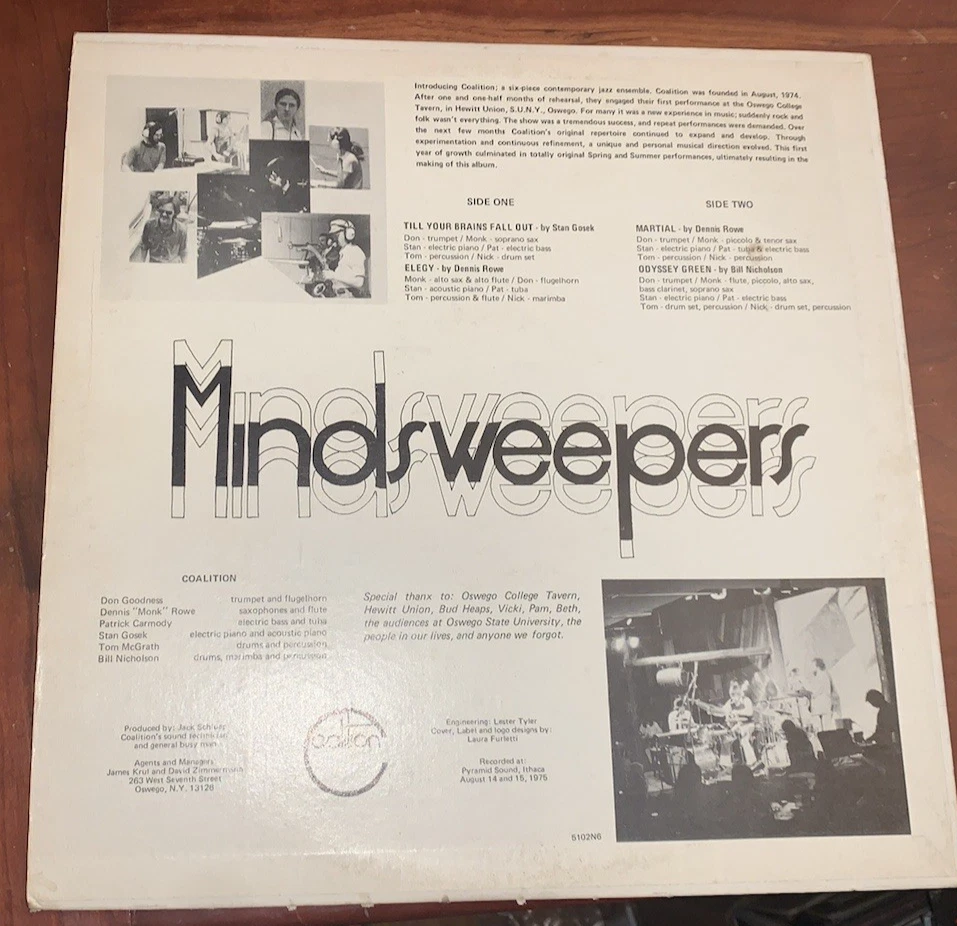 Introducing Coalition; a six-piece contemporary jazz ensemble. Coalition was founded in August, 1974.
After one and one-half months of rehearsal, they engaged their first performance at the Oswego College
Tavern, in Hewitt Union, S.U.N.Y., Oswego. For many it was a new experience in music; suddenly rock and
folk wasn't everything. The show was a tremendous success, and repeat performances were demanded. Over
the next few months Coalition's original repertoire continued to expand and develop. Through
experimentation and continuous refinement, a unique and personal musical direction evolved. This first
year of growth culminated in totally original Spring and Summer performances, ultimately resulting in the
making of this album.
SIDE ONE
TILL YOUR BRAINS FALL OUT - by Stan Gosek
Don - trumpet / Monk - soprano sax
Stan - electric piano / Pat - electric bass
Tom - percussion / Nick - drum set
ELEGY - by Dennis Rowe
Monk - alto sax & alto flute / Don - flugelhorn
Stan - acoustic piano / Pat - tuba
Tom - percussion & flute / Nick - marimba
SIDE TWO
MARTIAL - by Dennis Rowe
Don - trumpet / Monk - piccolo & tenor sax
Stan - electric piano / Pat - tuba & electric bass
Tom - percussion / Nick - percussion
ODYSSEY GREEN - by Bill Nicholson
Don - trumpet / Monk - flute, piccolo, alto sax,
bass clarinet, soprano sax
Stan - electric piano / Pat - electric bass
Tom - drum set, percussion / Nick - drum set, percussion
Mindsweepers
COALITION
Don Goodness trumpet and flugelhorn
Dennis "Monk" Rowe saxophones and flute
Patrick Carmody electric bass and tuba
Stan Gosek electric piano and acoustic piano
Tom McGrath drums and percussion
Bill Nicholson drums, marimba and percussion
Special thanx to: Oswego College Tavern,
Hewitt Union, Bud Heaps, Vicki, Pam, Beth,
the audiences at Oswego State University, the
people in our lives, and anyone we forgot.
Produced by: Jack
Coalition's sound technician
and general busy man
Agents and Managers
James Krul and David Zimmermann
263 West Seventh Street
Oswego, N.Y. 13126
Coalition
Engineering: Lester Tyler
Cover, Label and logo designs by:
Laura Furletti
Recorded at:
Pyramid Sound, Ithaca
August 14 and 15, 1975
5102N6